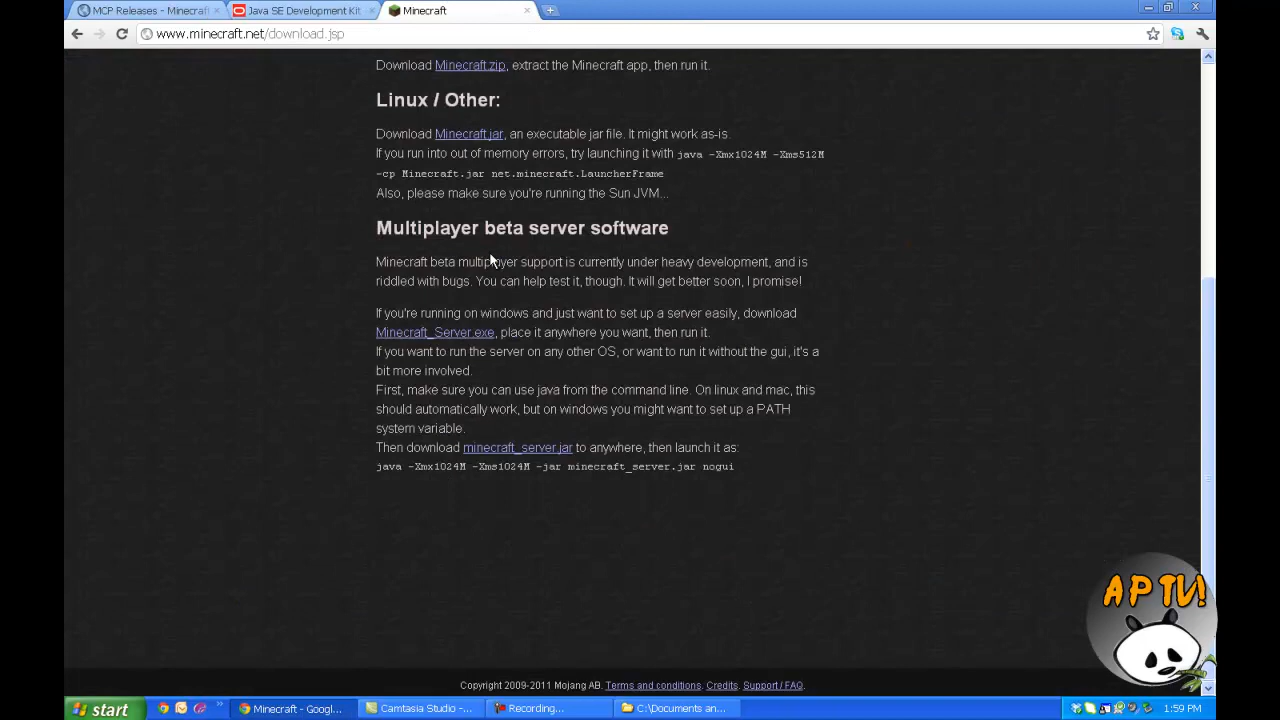 MCP Releases - Minecraft
Java SE Development Kit
Minecraft
www.minecraft.net/download.jsp
Download Minecraft.zip, extract the Minecraft app, then run it.
Linux / Other:
Download Minecraft.jar, an executable jar file. It might work as-is.
If you run into out of memory errors, try launching it with java -Xmx1024M -Xms512M
-cp Minecraft.jar net.minecraft.LauncherFrame
Also, please make sure you're running the Sun JVM...
Multiplayer beta server software
Minecraft beta multiplayer support is currently under heavy development, and is
riddled with bugs. You can help test it, though. It will get better soon, I promise!
If you're running on windows and just want to set up a server easily, download
Minecraft_Server.exe, place it anywhere you want, then run it.
If you want to run the server on any other OS, or want to run it without the gui, it's a
bit more involved.
First, make sure you can use java from the command line. On linux and mac, this
should automatically work, but on windows you might want to set up a PATH
system variable.
Then download minecraft_server.jar to anywhere, then launch it as:
java -Xmx1024M -Xms1024M -jar minecraft_server.jar nogui
AP TV!
Copyright 2009-2011 Mojang AB. Terms and conditions. Credits. Support / FAQ.
start
Minecraft - Googl...
Camtasia Studio -...
Recording...
C:\Documents an...
1:59 PM